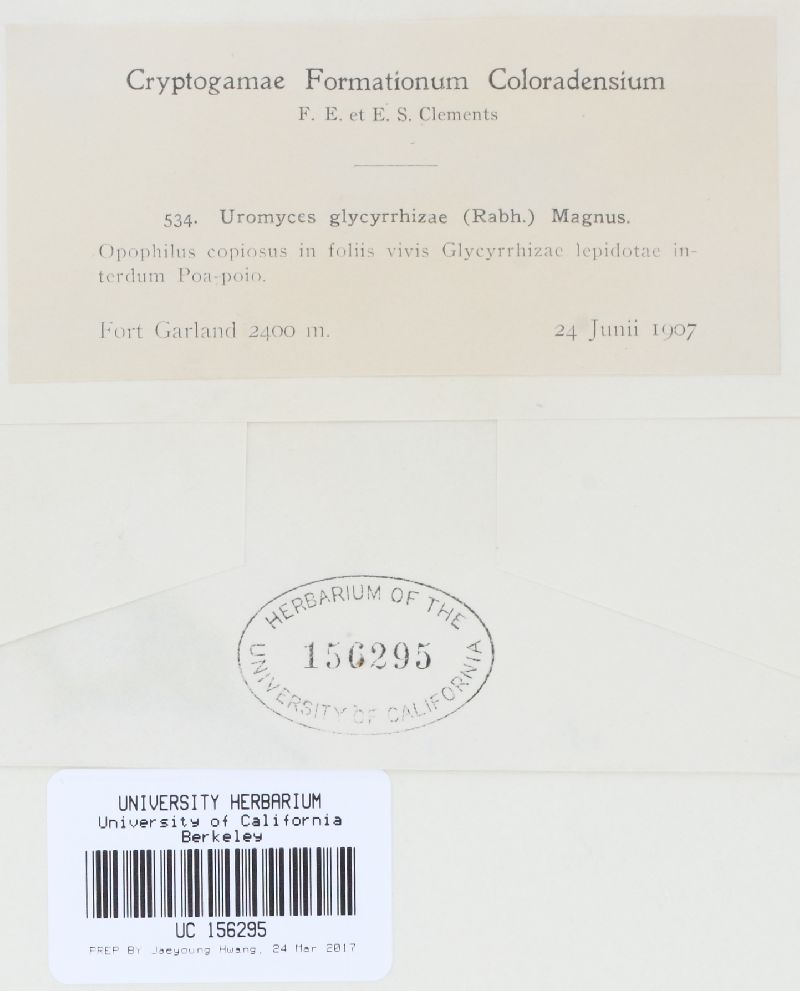 Cryptogamae Formationum Coloradensium
F. E. et E. S. Clements
534. Uromyces glycyrrhizae (Rabh.) Magnus.
Opophilus copiosus in foliis vivis Glycyrrhizae lepidotae in-
terdum Poa-poio.
Fort Garland 2400 m. 24 Junii 1907
HERBARIUM OF THE
156295
UNIVERSITY OF CALIFORNIA
UNIVERSITY HERBARIUM
University of California
Berkeley
UC 156295
PREP BY Jaeyoung Hwang, 24 Mar 2017